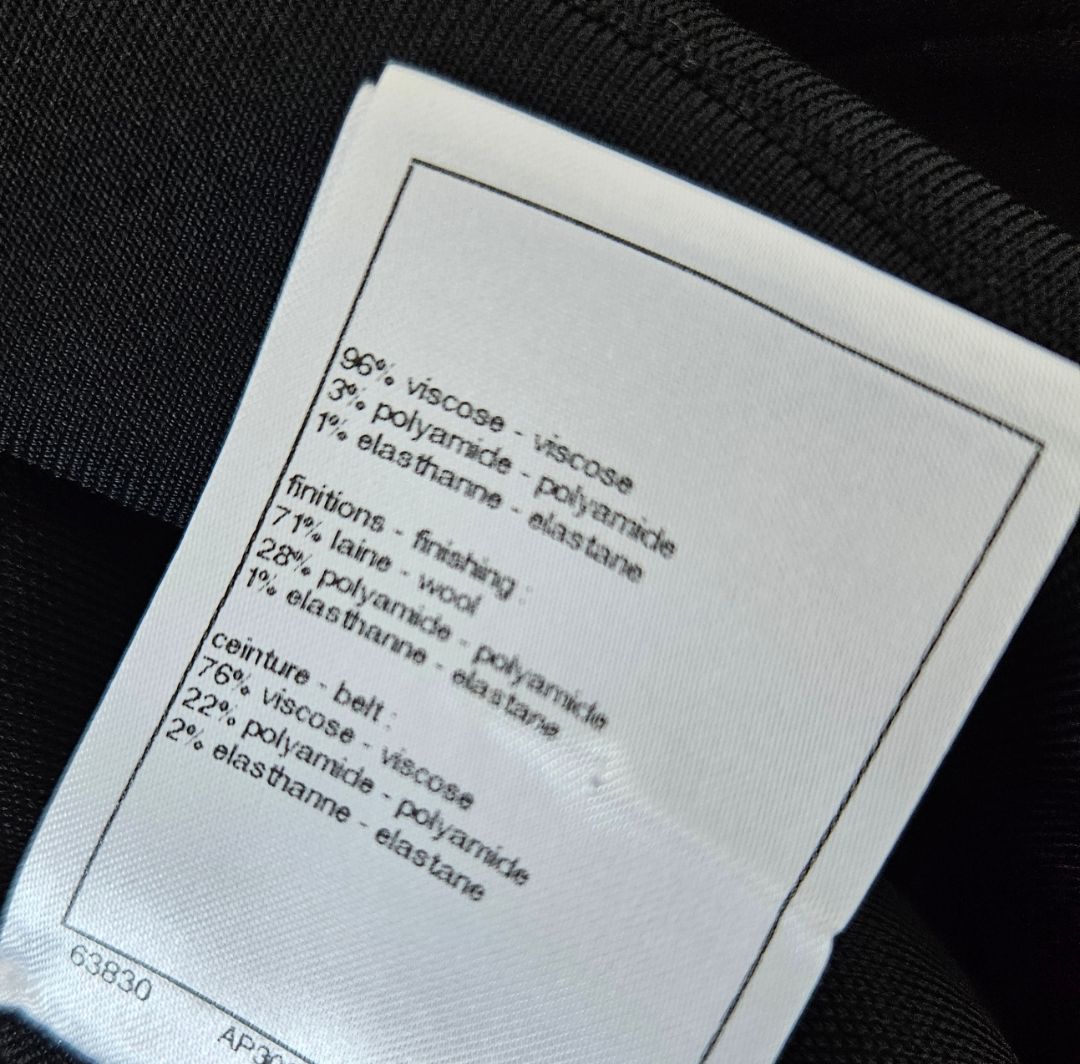 96% viscose - viscose
3% polyamide - polyamide
1% elasthanne - elastane
finitions - finishing :
71% laine - wool
28% polyamide - polyamide
1% elasthanne - elastane
ceinture - belt :
76% viscose - viscose
22% polyamide - polyamide
2% elasthanne - elastane
63830